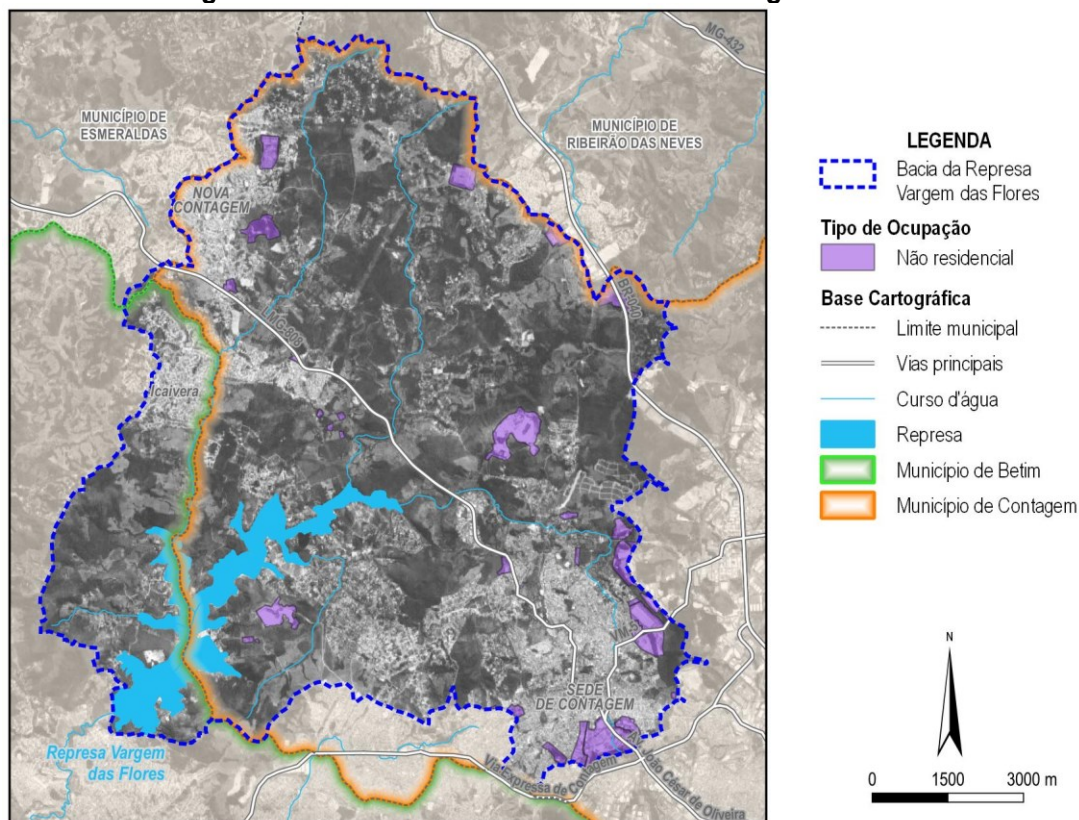 MG-432
MUNICÍPIO DE
ESMERALDAS
MUNICÍPIO DE
RIBEIRÃO DAS NEVES
NOVA
CONTAGEM
Icaivera
SEDE
DE CONTAGEM
Via Expressa de Contagem
Av. João César de Oliveira
Represa Vargem
das Flores
LEGENDA
Bacia da Represa
Vargem das Flores
Tipo de Ocupação
Não residencial
Base Cartográfica
Limite municipal
Vias principais
Curso d'água
Represa
Município de Betim
Município de Contagem
N
0 1500 3000 m